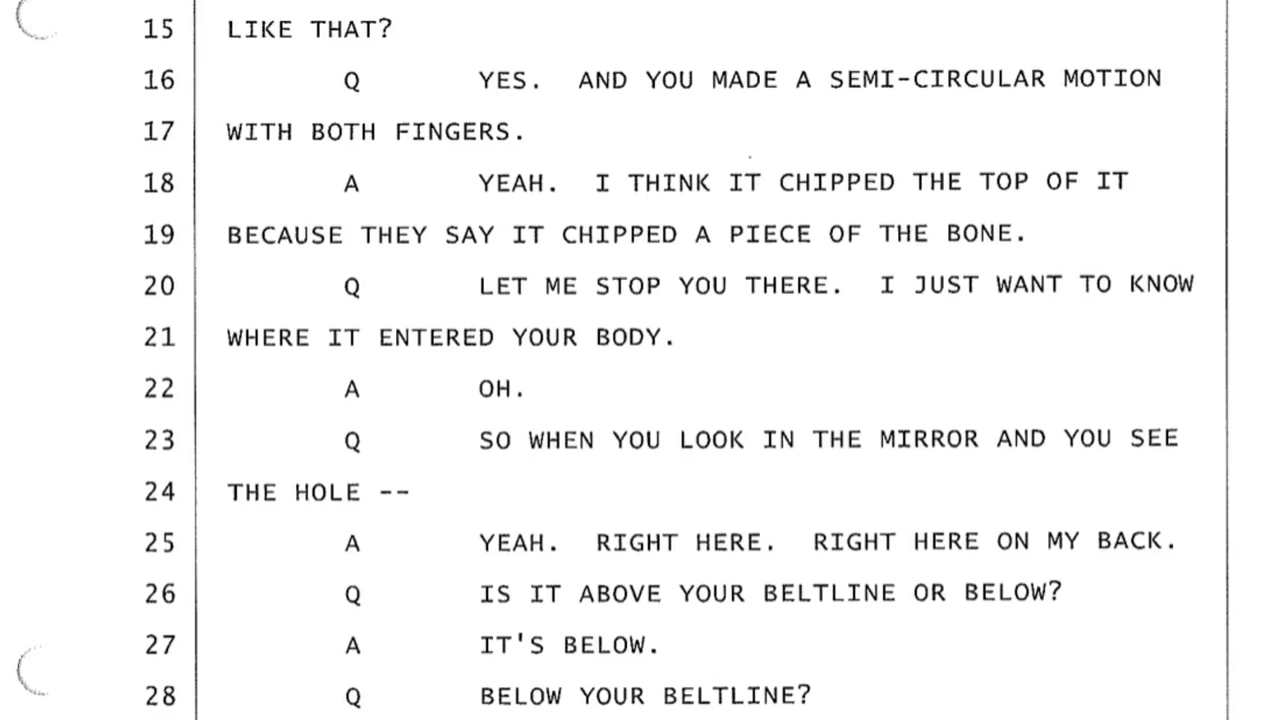 15 LIKE THAT?
16 Q YES. AND YOU MADE A SEMI-CIRCULAR MOTION
17 WITH BOTH FINGERS.
18 A YEAH. I THINK IT CHIPPED THE TOP OF IT
19 BECAUSE THEY SAY IT CHIPPED A PIECE OF THE BONE.
20 Q LET ME STOP YOU THERE. I JUST WANT TO KNOW
21 WHERE IT ENTERED YOUR BODY.
22 A OH.
23 Q SO WHEN YOU LOOK IN THE MIRROR AND YOU SEE
24 THE HOLE --
25 A YEAH. RIGHT HERE. RIGHT HERE ON MY BACK.
26 Q IS IT ABOVE YOUR BELTLINE OR BELOW?
27 A IT'S BELOW.
28 Q BELOW YOUR BELTLINE?